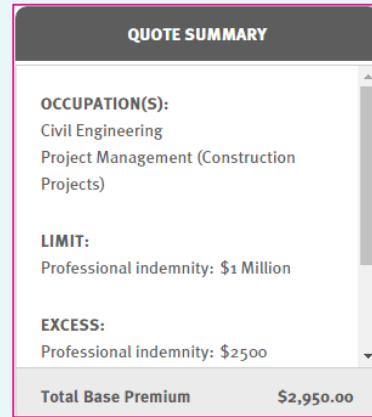 QUOTE SUMMARY
OCCUPATION(S):
Civil Engineering
Project Management (Construction
Projects)
LIMIT:
Professional indemnity: $1 Million
EXCESS:
Professional indemnity: $2500
Total Base Premium $2,950.00